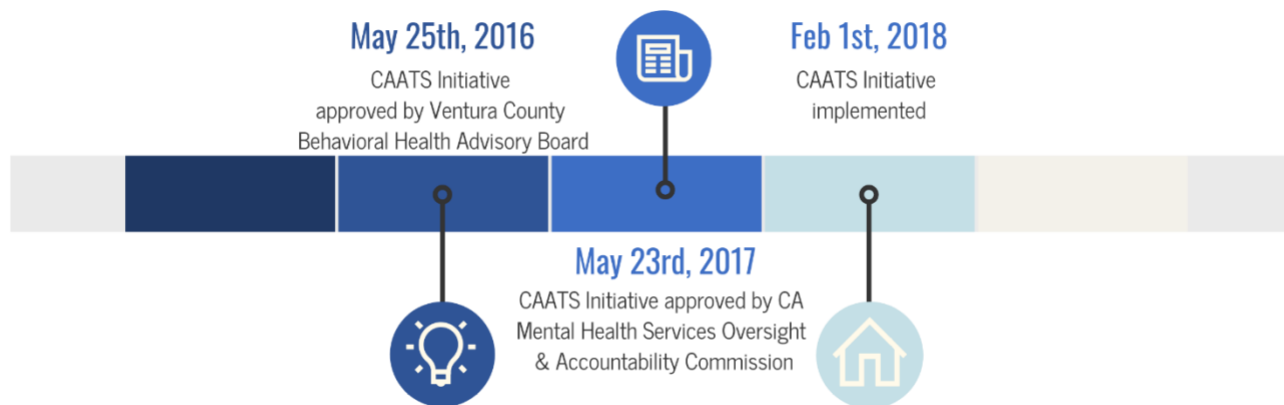 May 25th, 2016
CAATS Initiative
approved by Ventura County
Behavioral Health Advisory Board
May 23rd, 2017
CAATS Initiative approved by CA
Mental Health Services Oversight
& Accountability Commission
Feb 1st, 2018
CAATS Initiative
implemented